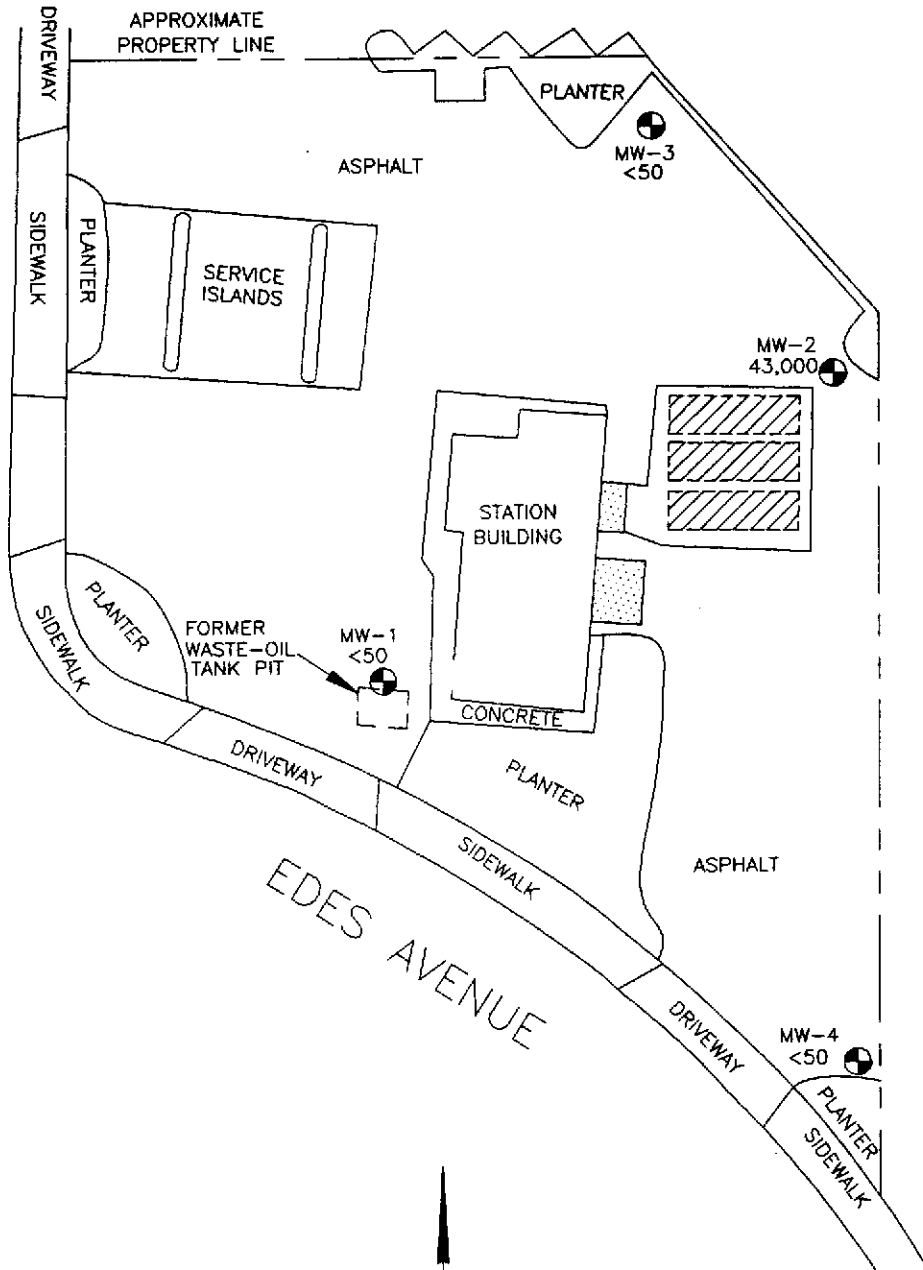 DRIVEWAY
APPROXIMATE
PROPERTY LINE
PLANTER
MW-3
<50
ASPHALT
SIDEWALK
PLANTER
SERVICE
ISLANDS
MW-2
43,000
STATION
BUILDING
PLANTER
SIDEWALK
FORMER
WASTE-OIL
TANK PIT
MW-1
<50
CONCRETE
DRIVEWAY
PLANTER
SIDEWALK
ASPHALT
EDES AVENUE
DRIVEWAY
MW-4
<50
PLANTER
SIDEWALK